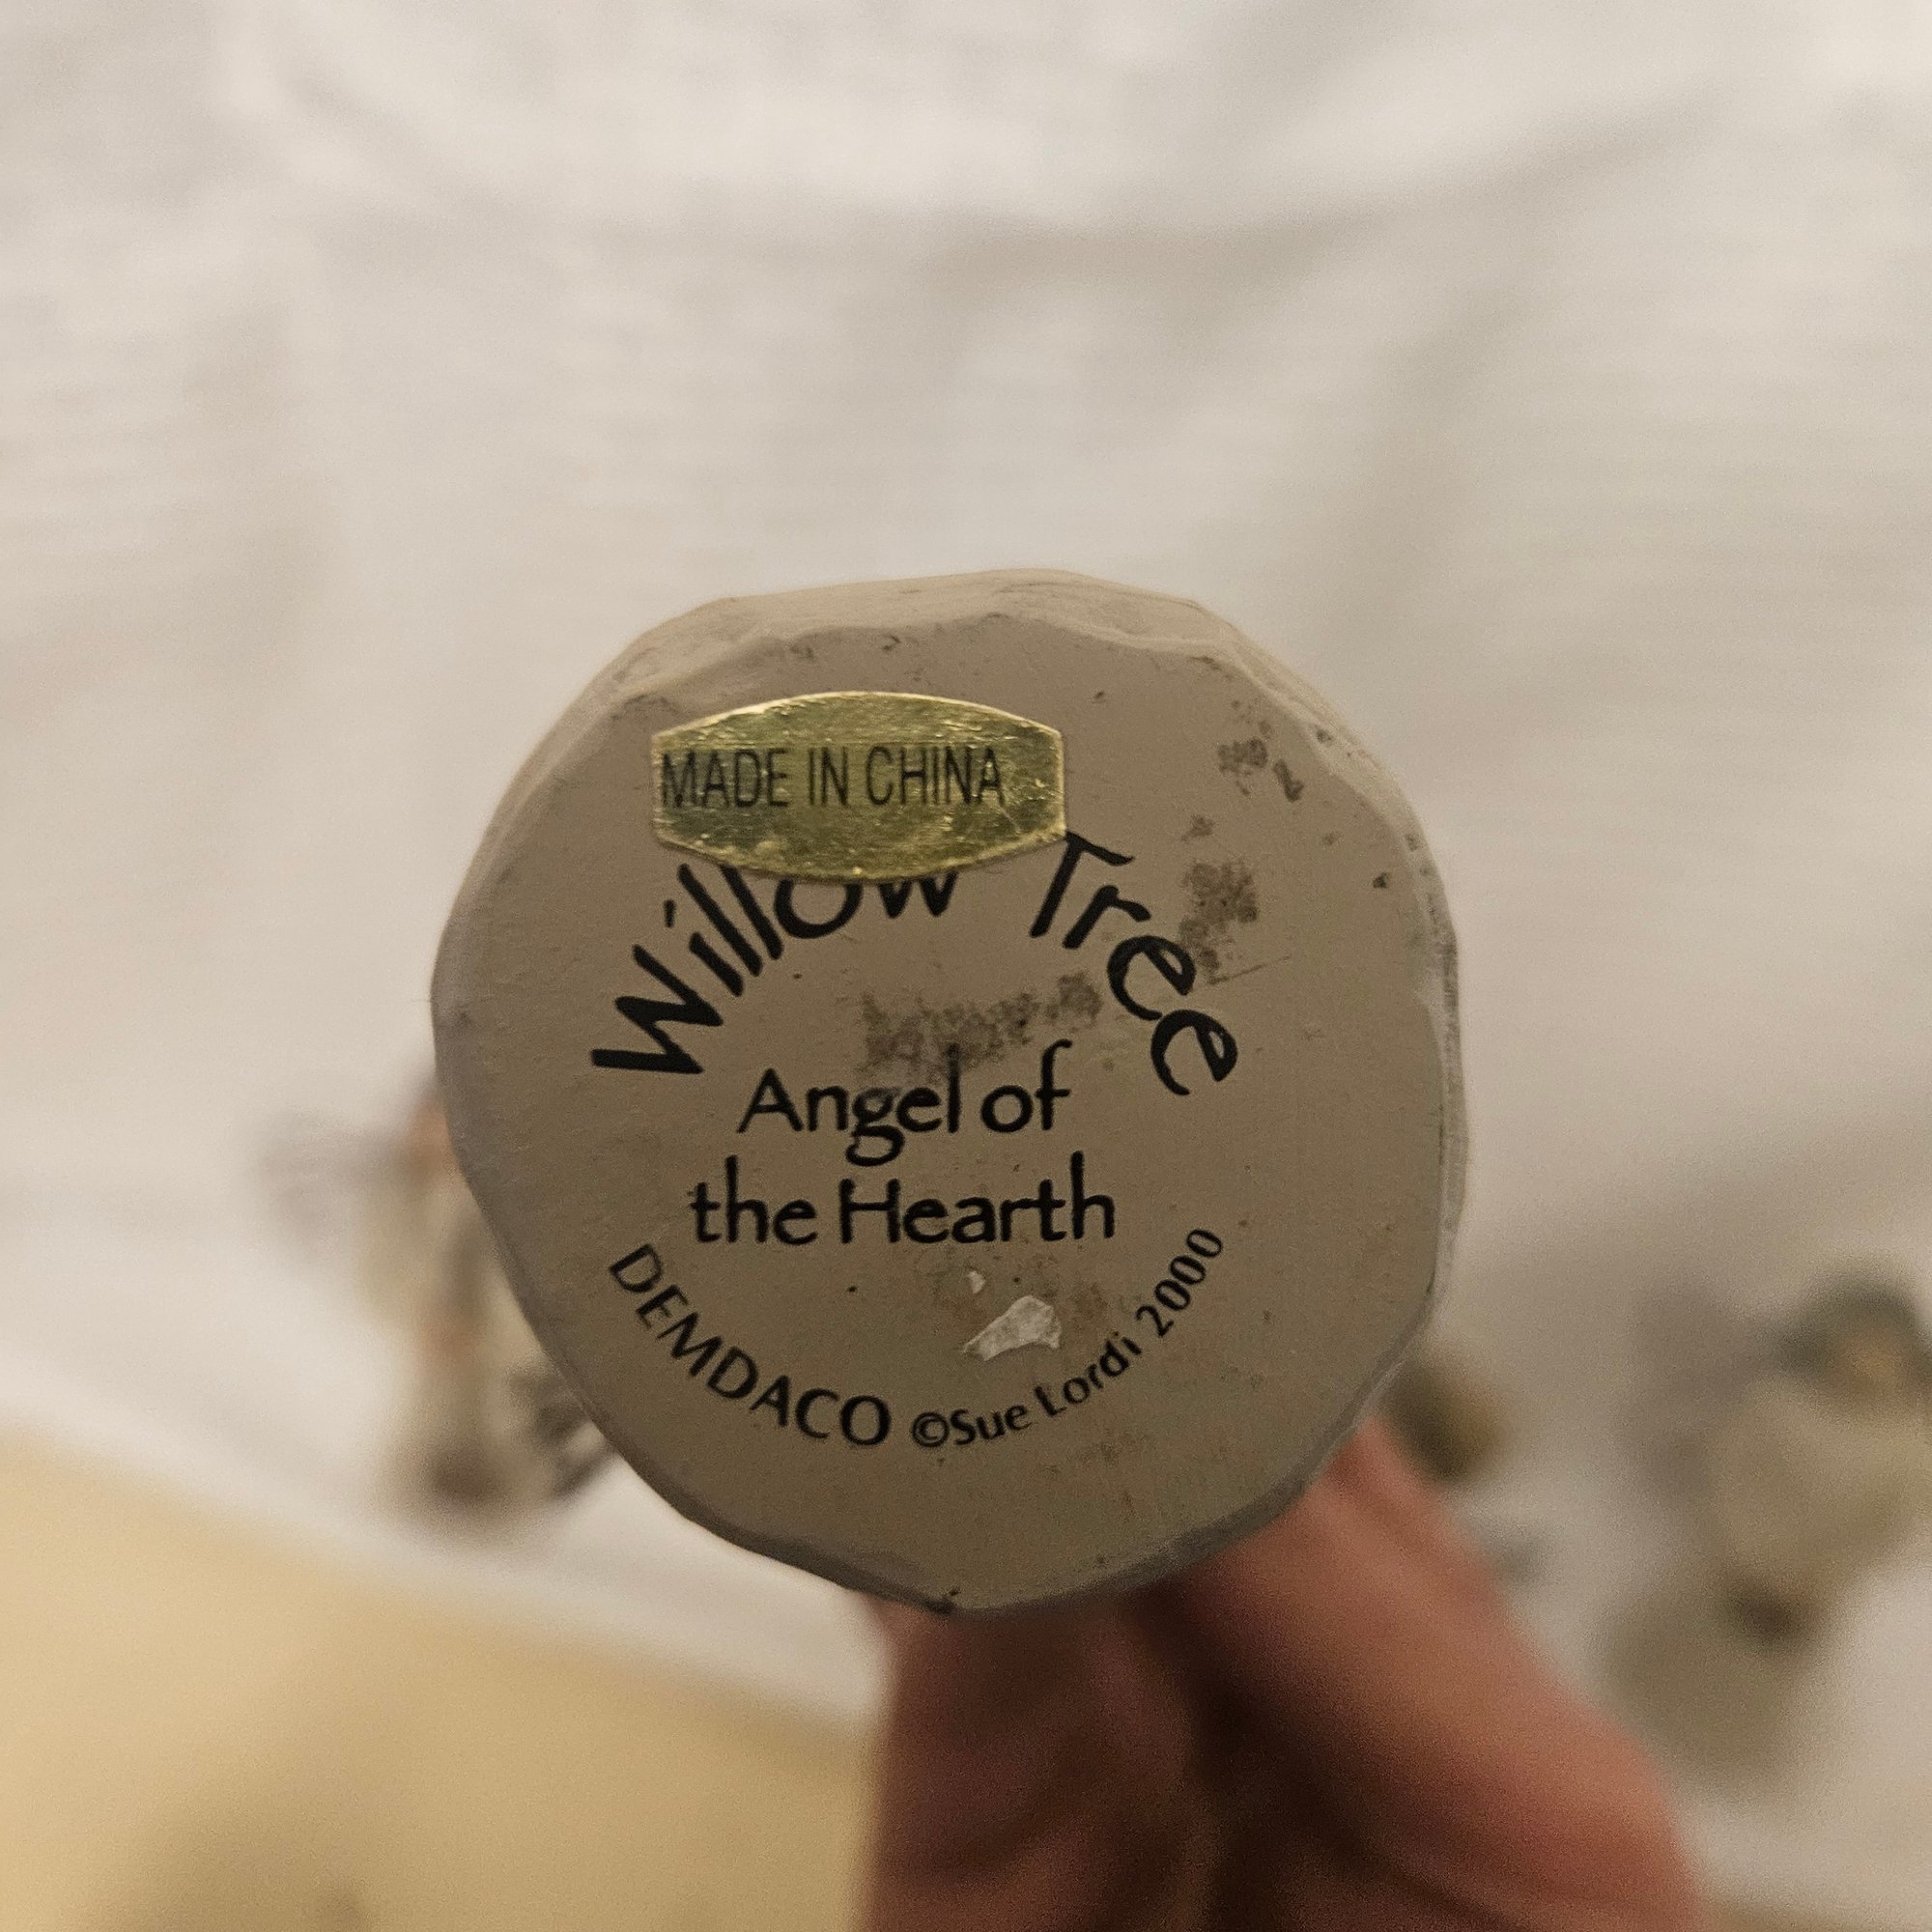 MADE IN CHINA
Willow Tree
Angel of
the Hearth
DEMDACO ©Sue Lordi 2000